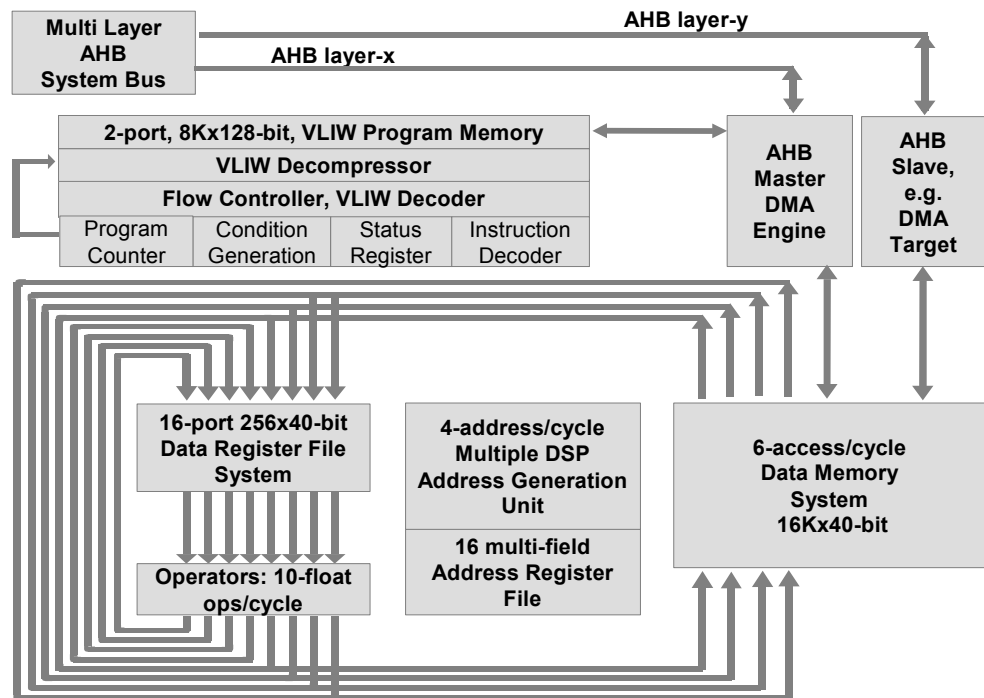 Multi Layer
AHB
System Bus
AHB layer-y
AHB layer-x
2-port, 8Kx128-bit, VLIW Program Memory
VLIW Decompressor
Flow Controller, VLIW Decoder
Program
Counter
Condition
Generation
Status
Register
Instruction
Decoder
AHB
Master
DMA
Engine
AHB
Slave,
e.g.
DMA
Target
16-port 256x40-bit
Data Register File
System
4-address/cycle
Multiple DSP
Address Generation
Unit
16 multi-field
Address Register
File
6-access/cycle
Data Memory
System
16Kx40-bit
Operators: 10-float
ops/cycle